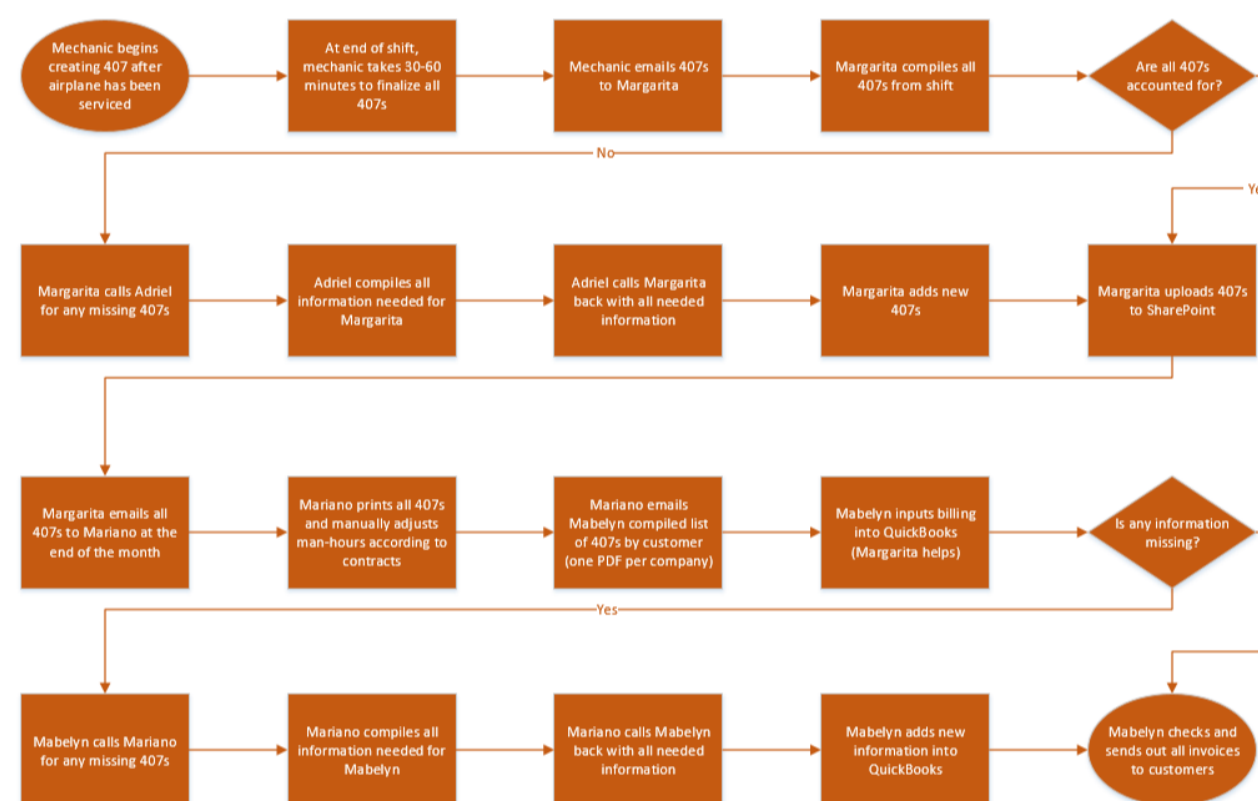 Mechanic begins
creating 407 after
airplane has been
serviced
At end of shift,
mechanic takes 30-60
minutes to finalize all
407s
Mechanic emails 407s
to Margarita
Margarita compiles all
407s from shift
Are all 407s
accounted for?
No
Margarita calls Adriel
for any missing 407s
Adriel compiles all
information needed for
Margarita
Adriel calls Margarita
back with all needed
information
Margarita adds new
407s
Margarita uploads 407s
to SharePoint
Margarita emails all
407s to Mariano at the
end of the month
Mariano prints all 407s
and manually adjusts
man-hours according to
contracts
Mariano emails
Mabelyn compiled list
of 407s by customer
(one PDF per company)
Mabelyn inputs billing
into QuickBooks
(Margarita helps)
Is any information
missing?
Yes
Mabelyn calls Mariano
for any missing 407s
Mariano compiles all
information needed for
Mabelyn
Mariano calls Mabelyn
back with all needed
information
Mabelyn adds new
information into
QuickBooks
Mabelyn checks and
sends out all invoices
to customers